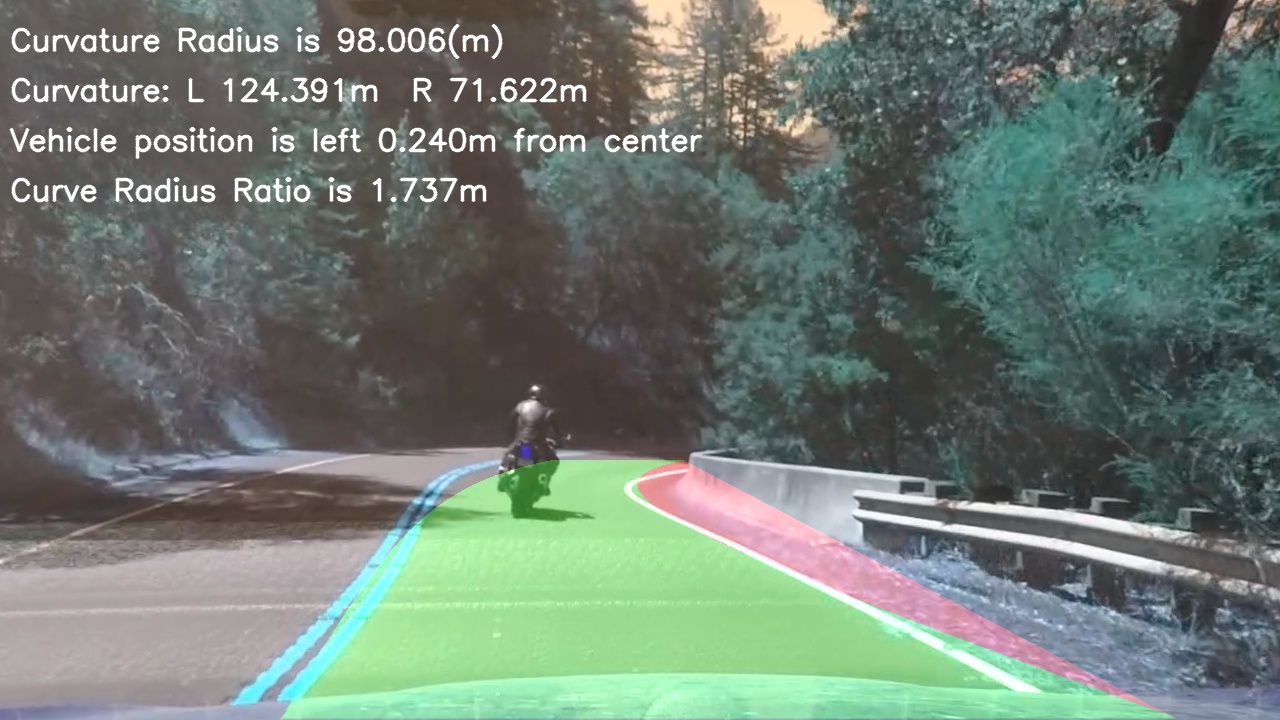 Curvature Radius is 98.006(m)
Curvature: L 124.391m R 71.622m
Vehicle position is left 0.240m from center
Curve Radius Ratio is 1.737m